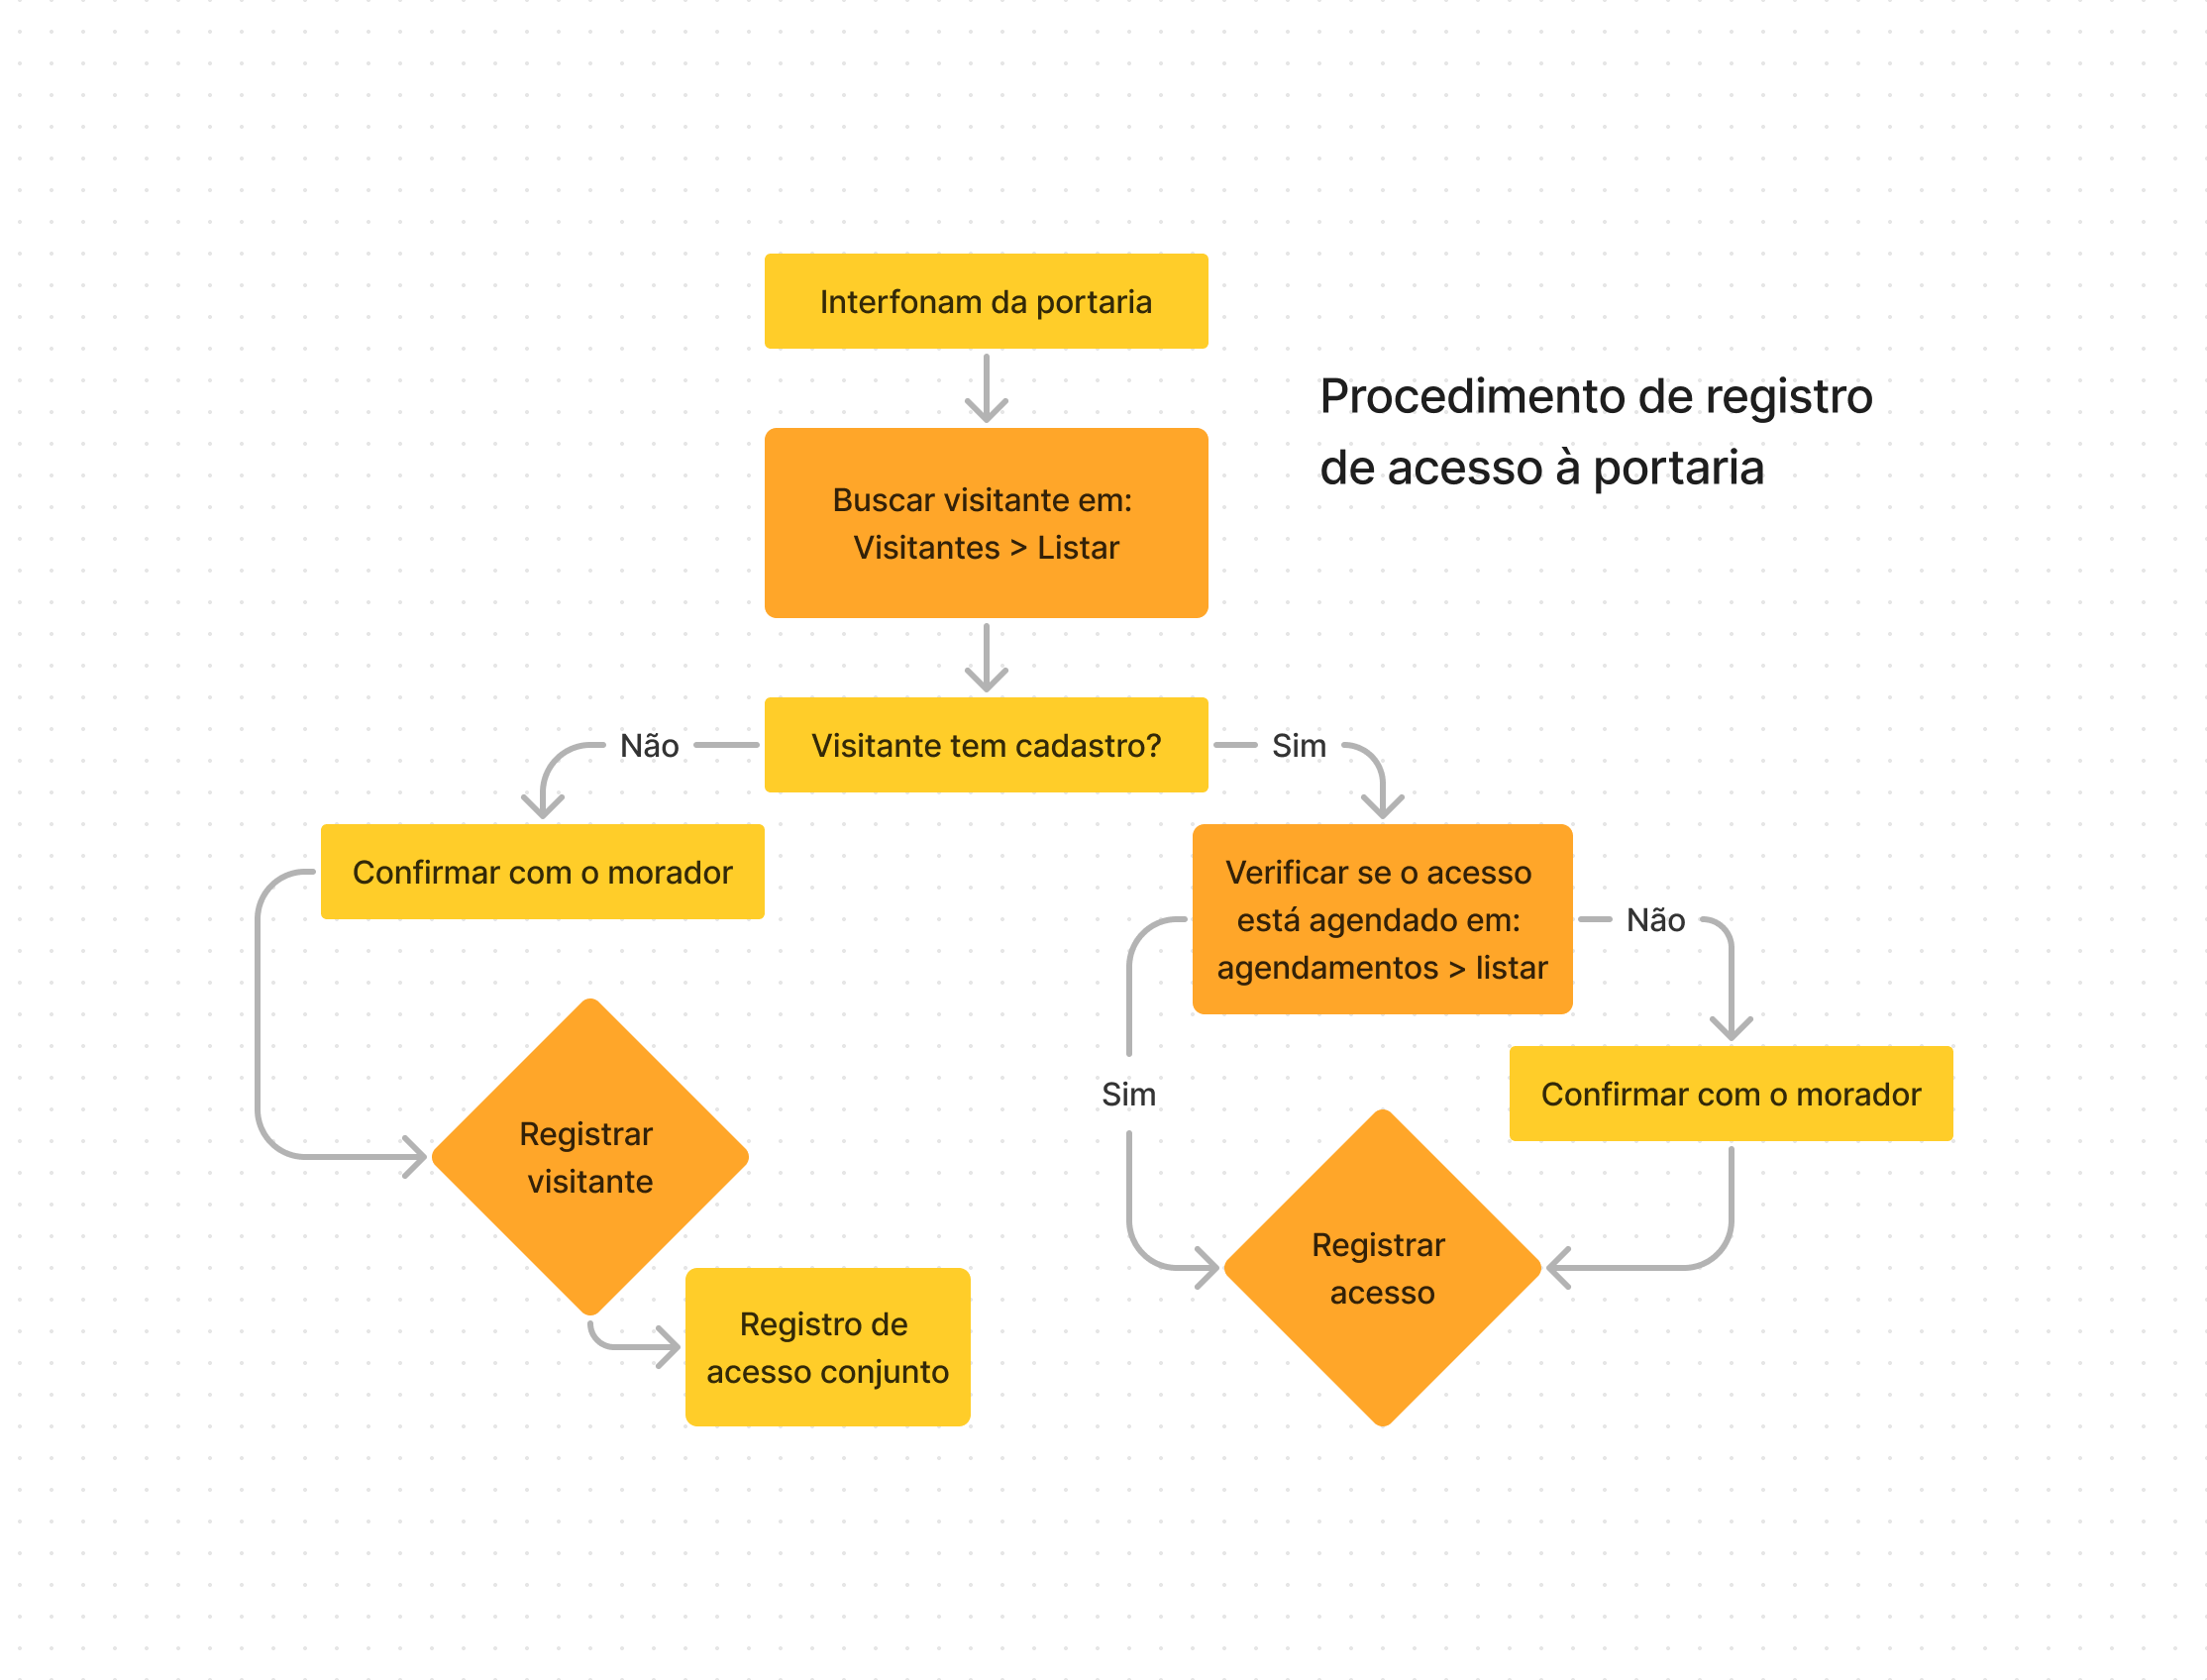 Interfonam da portaria
Procedimento de registro
de acesso à portaria
Buscar visitante em:
Visitantes > Listar
Visitante tem cadastro?
Não
Sim
Confirmar com o morador
Verificar se o acesso
está agendado em:
agendamentos > listar
Não
Sim
Confirmar com o morador
Registrar
visitante
Registrar
acesso
Registro de
acesso conjunto